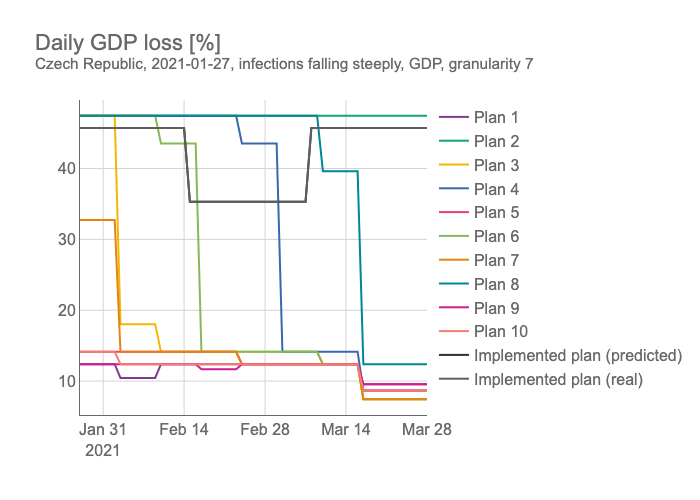 Daily GDP loss [%]
Czech Republic, 2021-01-27, infections falling steeply, GDP, granularity 7
40
30
20
10
Jan 31
2021
Feb 14
Feb 28
Mar 14
Mar 28
Plan 1
Plan 2
Plan 3
Plan 4
Plan 5
Plan 6
Plan 7
Plan 8
Plan 9
Plan 10
Implemented plan (predicted)
Implemented plan (real)